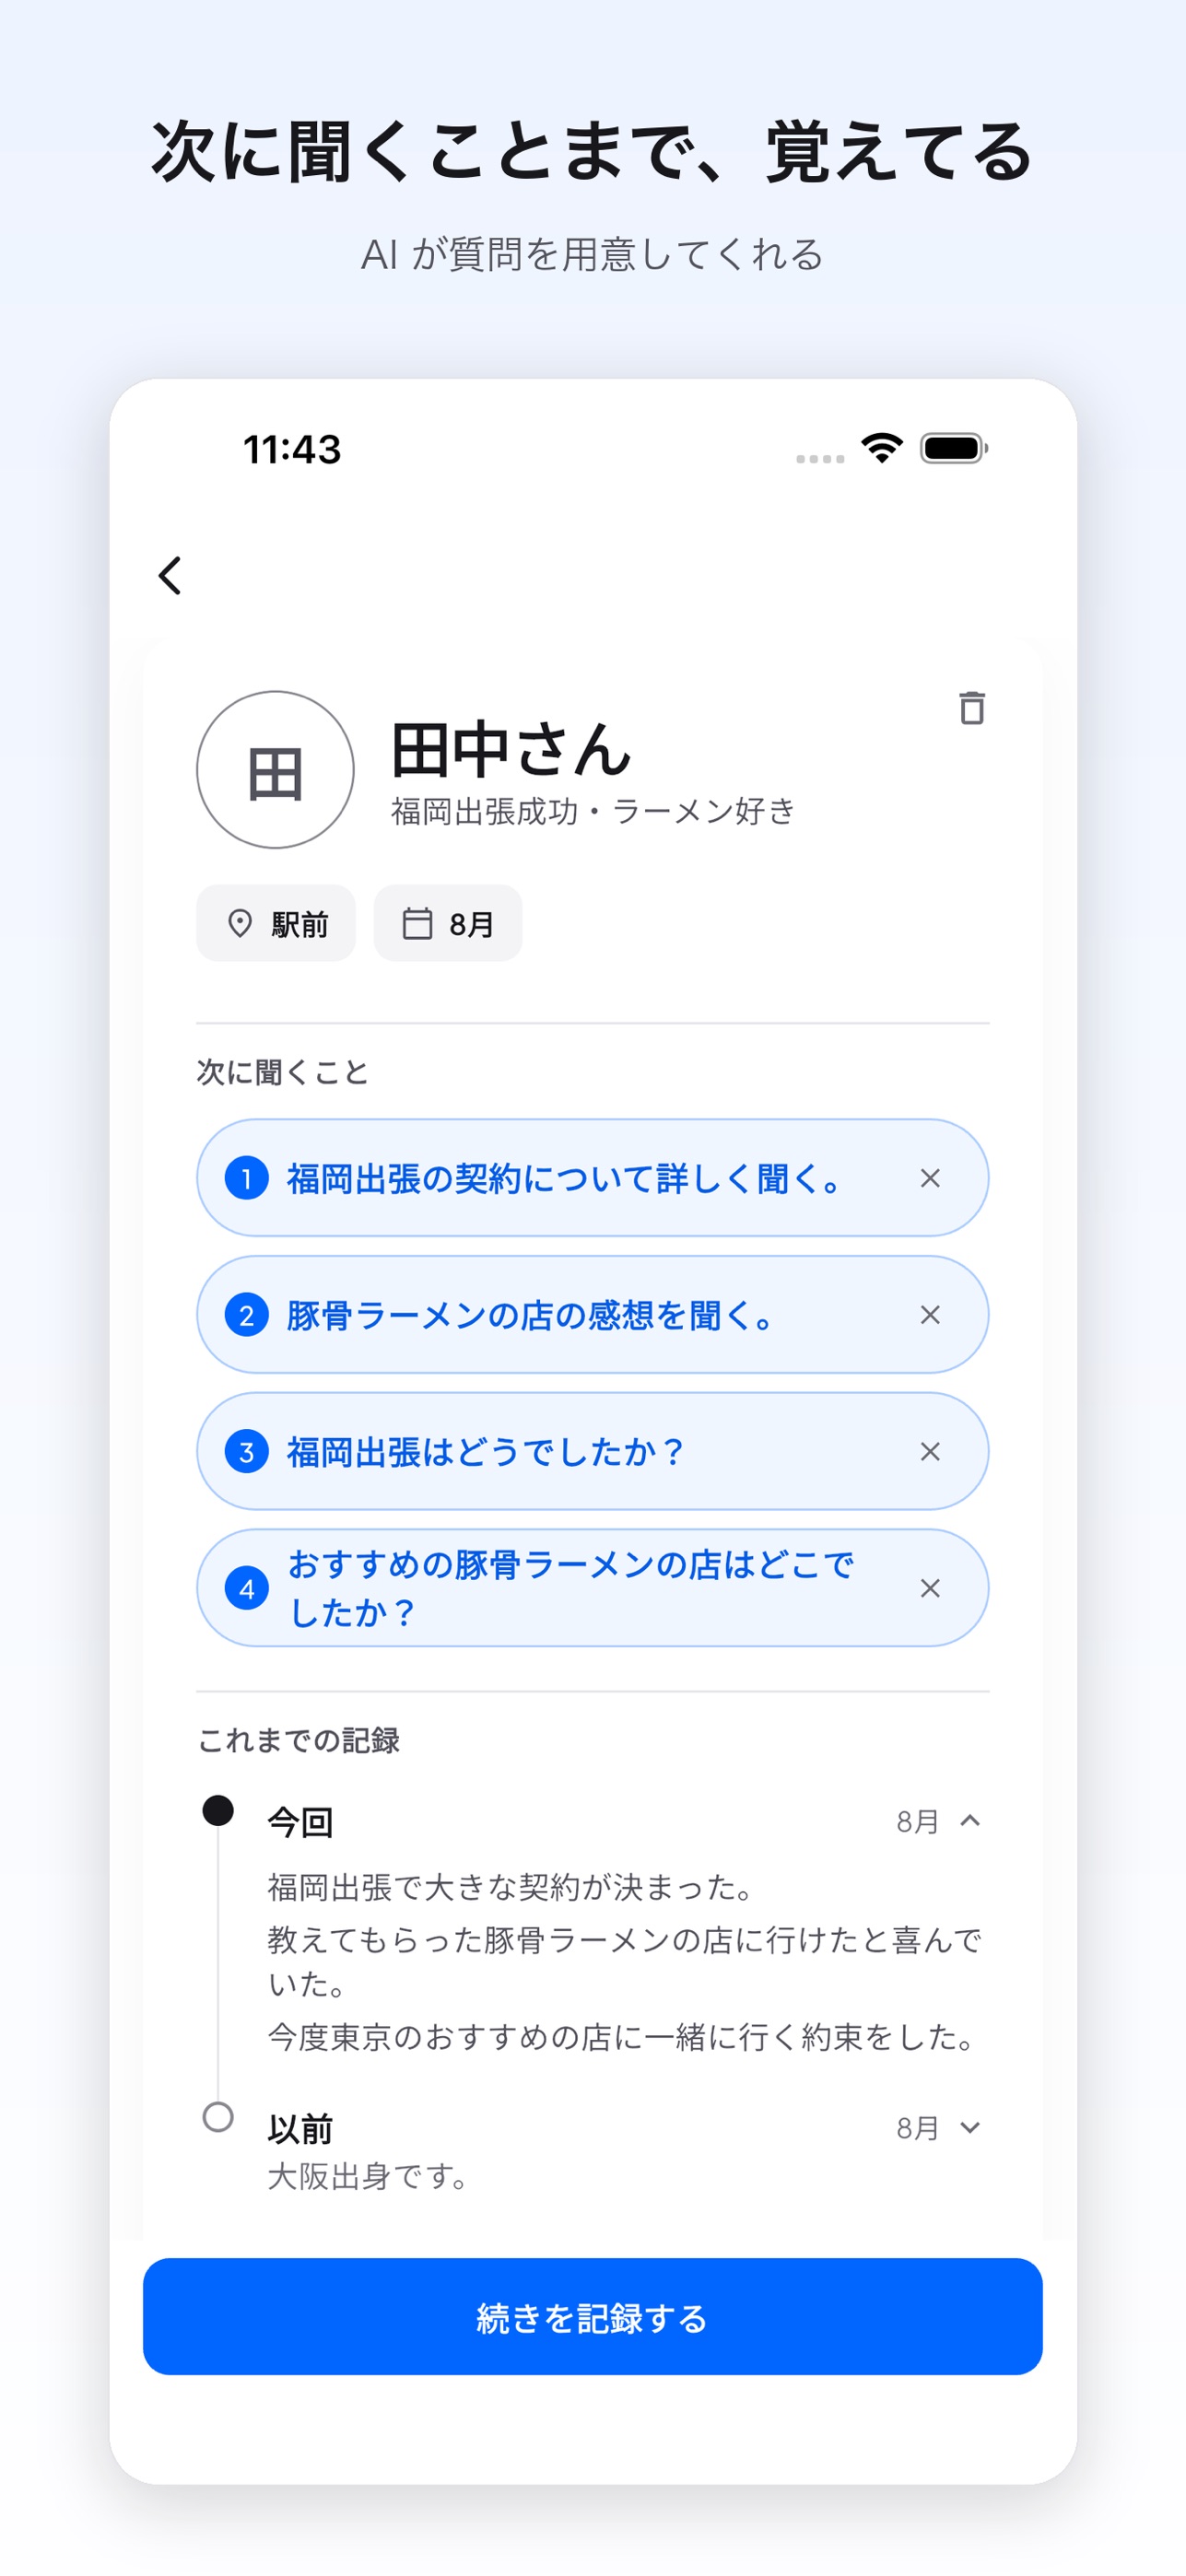 次に聞くことまで、覚えてる
AI が質問を用意してくれる
11:43
田
田中さん
福岡出張成功・ラーメン好き
駅前
8月
次に聞くこと
1 福岡出張の契約について詳しく聞く。
2 豚骨ラーメンの店の感想を聞く。
3 福岡出張はどうでしたか？
4 おすすめの豚骨ラーメンの店はどこで
したか？
これまでの記録
今回 8月
福岡出張で大きな契約が決まった。
教えてもらった豚骨ラーメンの店に行けたと喜んで
いた。
今度東京のおすすめの店に一緒に行く約束をした。
以前 8月
大阪出身です。
続きを記録する